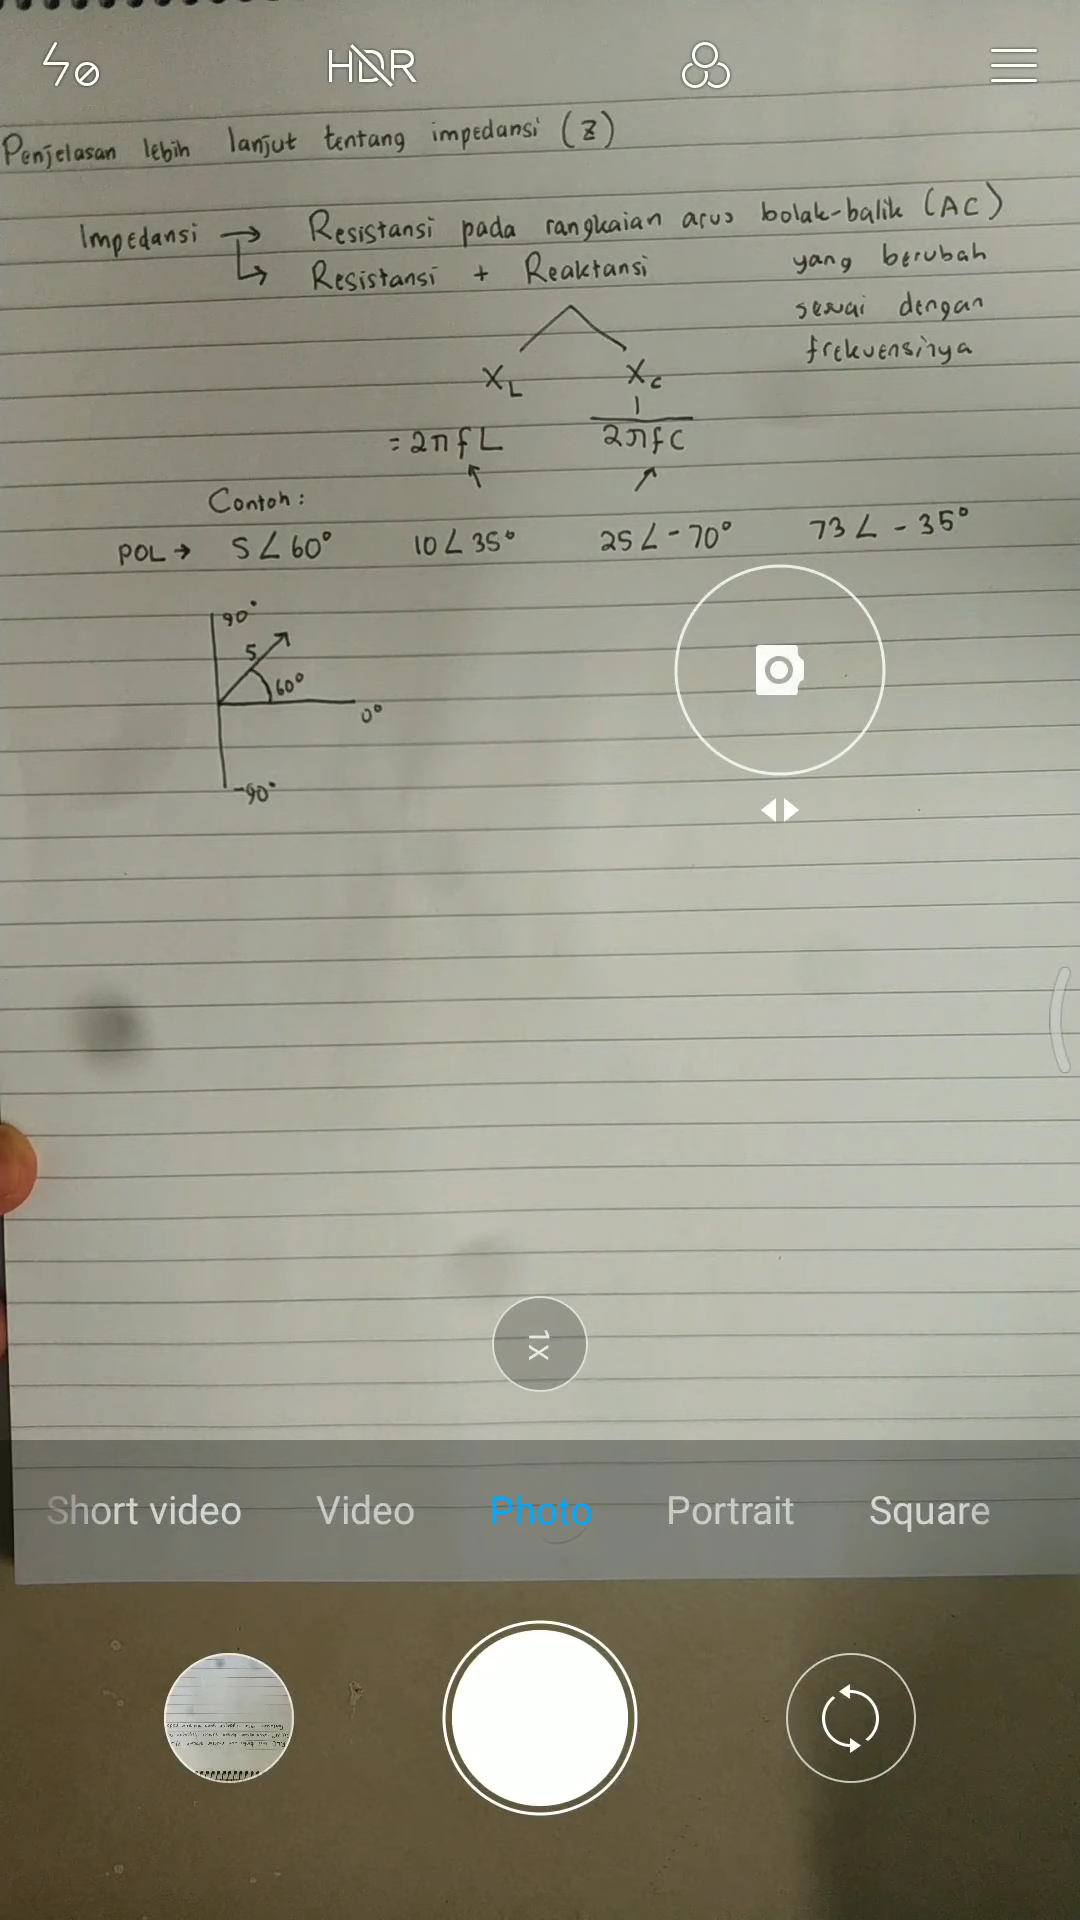 HDR
Penjelasan lebih lanjut tentang impedansi (Z)
Impedansi → Resistansi pada rangkaian arus bolak-balik (AC)
↳ Resistansi + Reaktansi yang berubah
sesuai dengan
frekuensinya
X_L X_C
= 2πfL 1/2πfC
Contoh:
POL → 5∠60° 10∠35° 25∠-70° 73∠-35°
90°
5
60°
0°
-90°
1X
Short video Video Photo Portrait Square